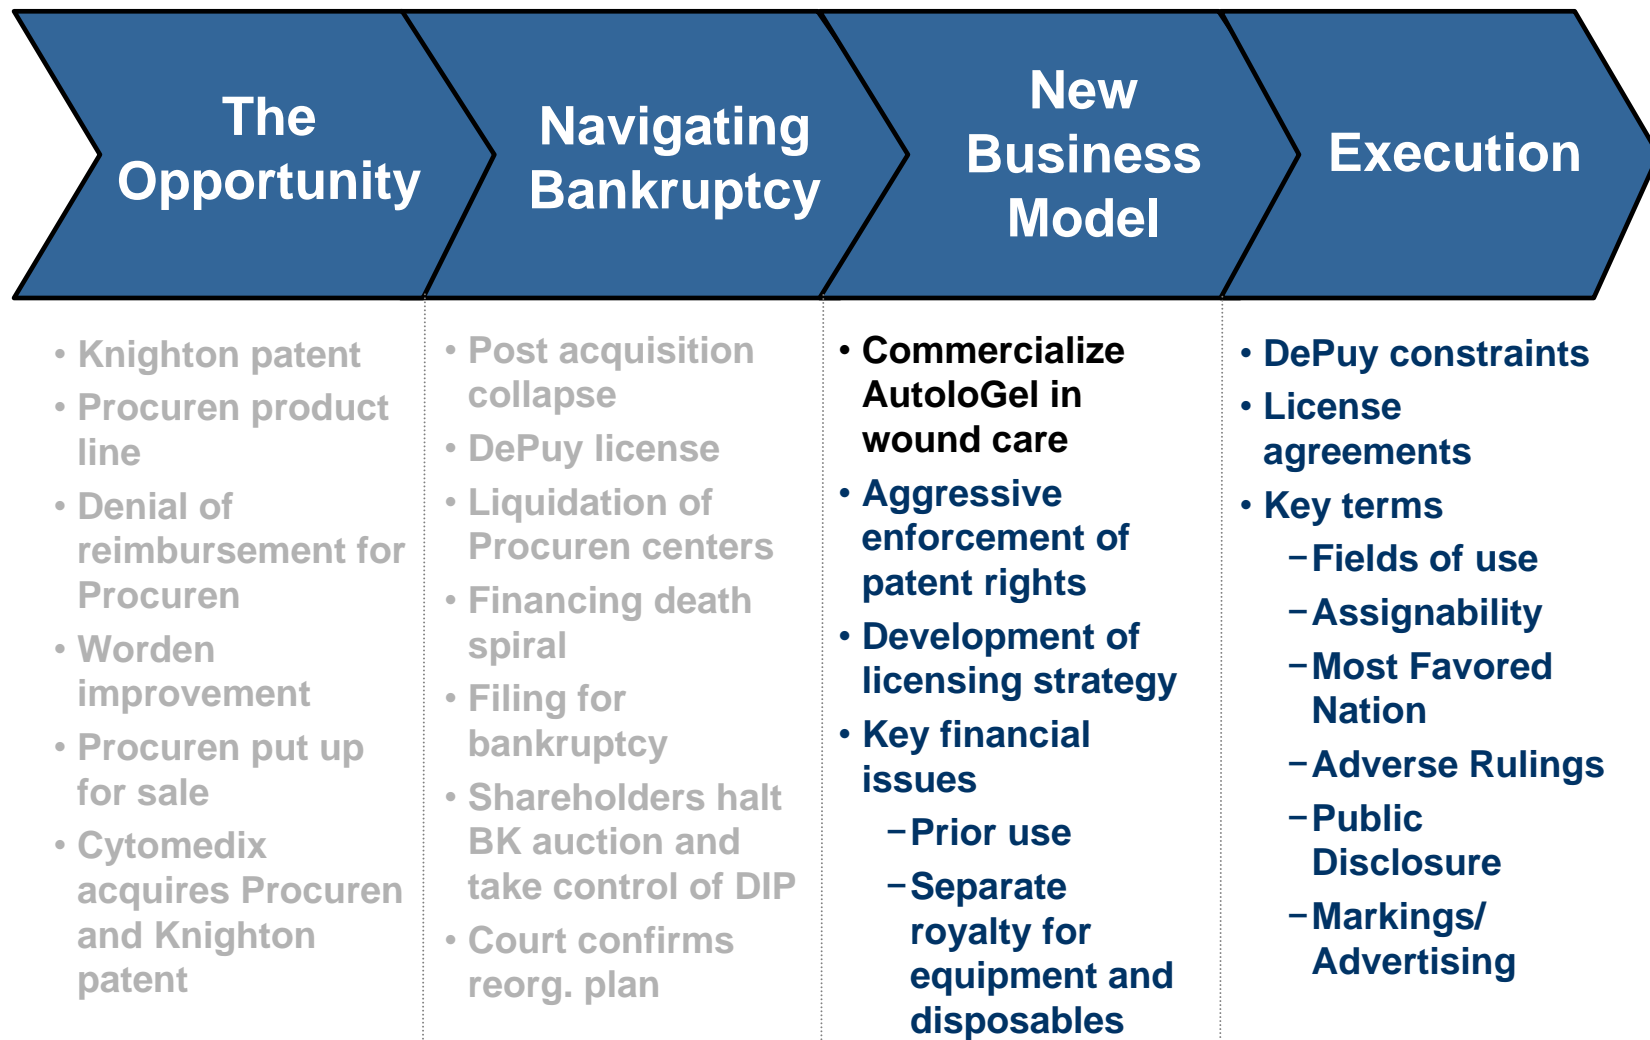 The
Opportunity
Navigating
Bankruptcy
New
Business
Model
Execution
• Knighton patent
• Procuren product
line
• Denial of
reimbursement for
Procuren
• Worden
improvement
• Procuren put up
for sale
• Cytomedix
acquires Procuren
and Knighton
patent
• Post acquisition
collapse
• DePuy license
• Liquidation of
Procuren centers
• Financing death
spiral
• Filing for
bankruptcy
• Shareholders halt
BK auction and
take control of DIP
• Court confirms
reorg. plan
• Commercialize
AutoloGel in
wound care
• Aggressive
enforcement of
patent rights
• Development of
licensing strategy
• Key financial
issues
–Prior use
–Separate
royalty for
equipment and
disposables
• DePuy constraints
• License
agreements
• Key terms
–Fields of use
–Assignability
–Most Favored
Nation
–Adverse Rulings
–Public
Disclosure
–Markings/
Advertising